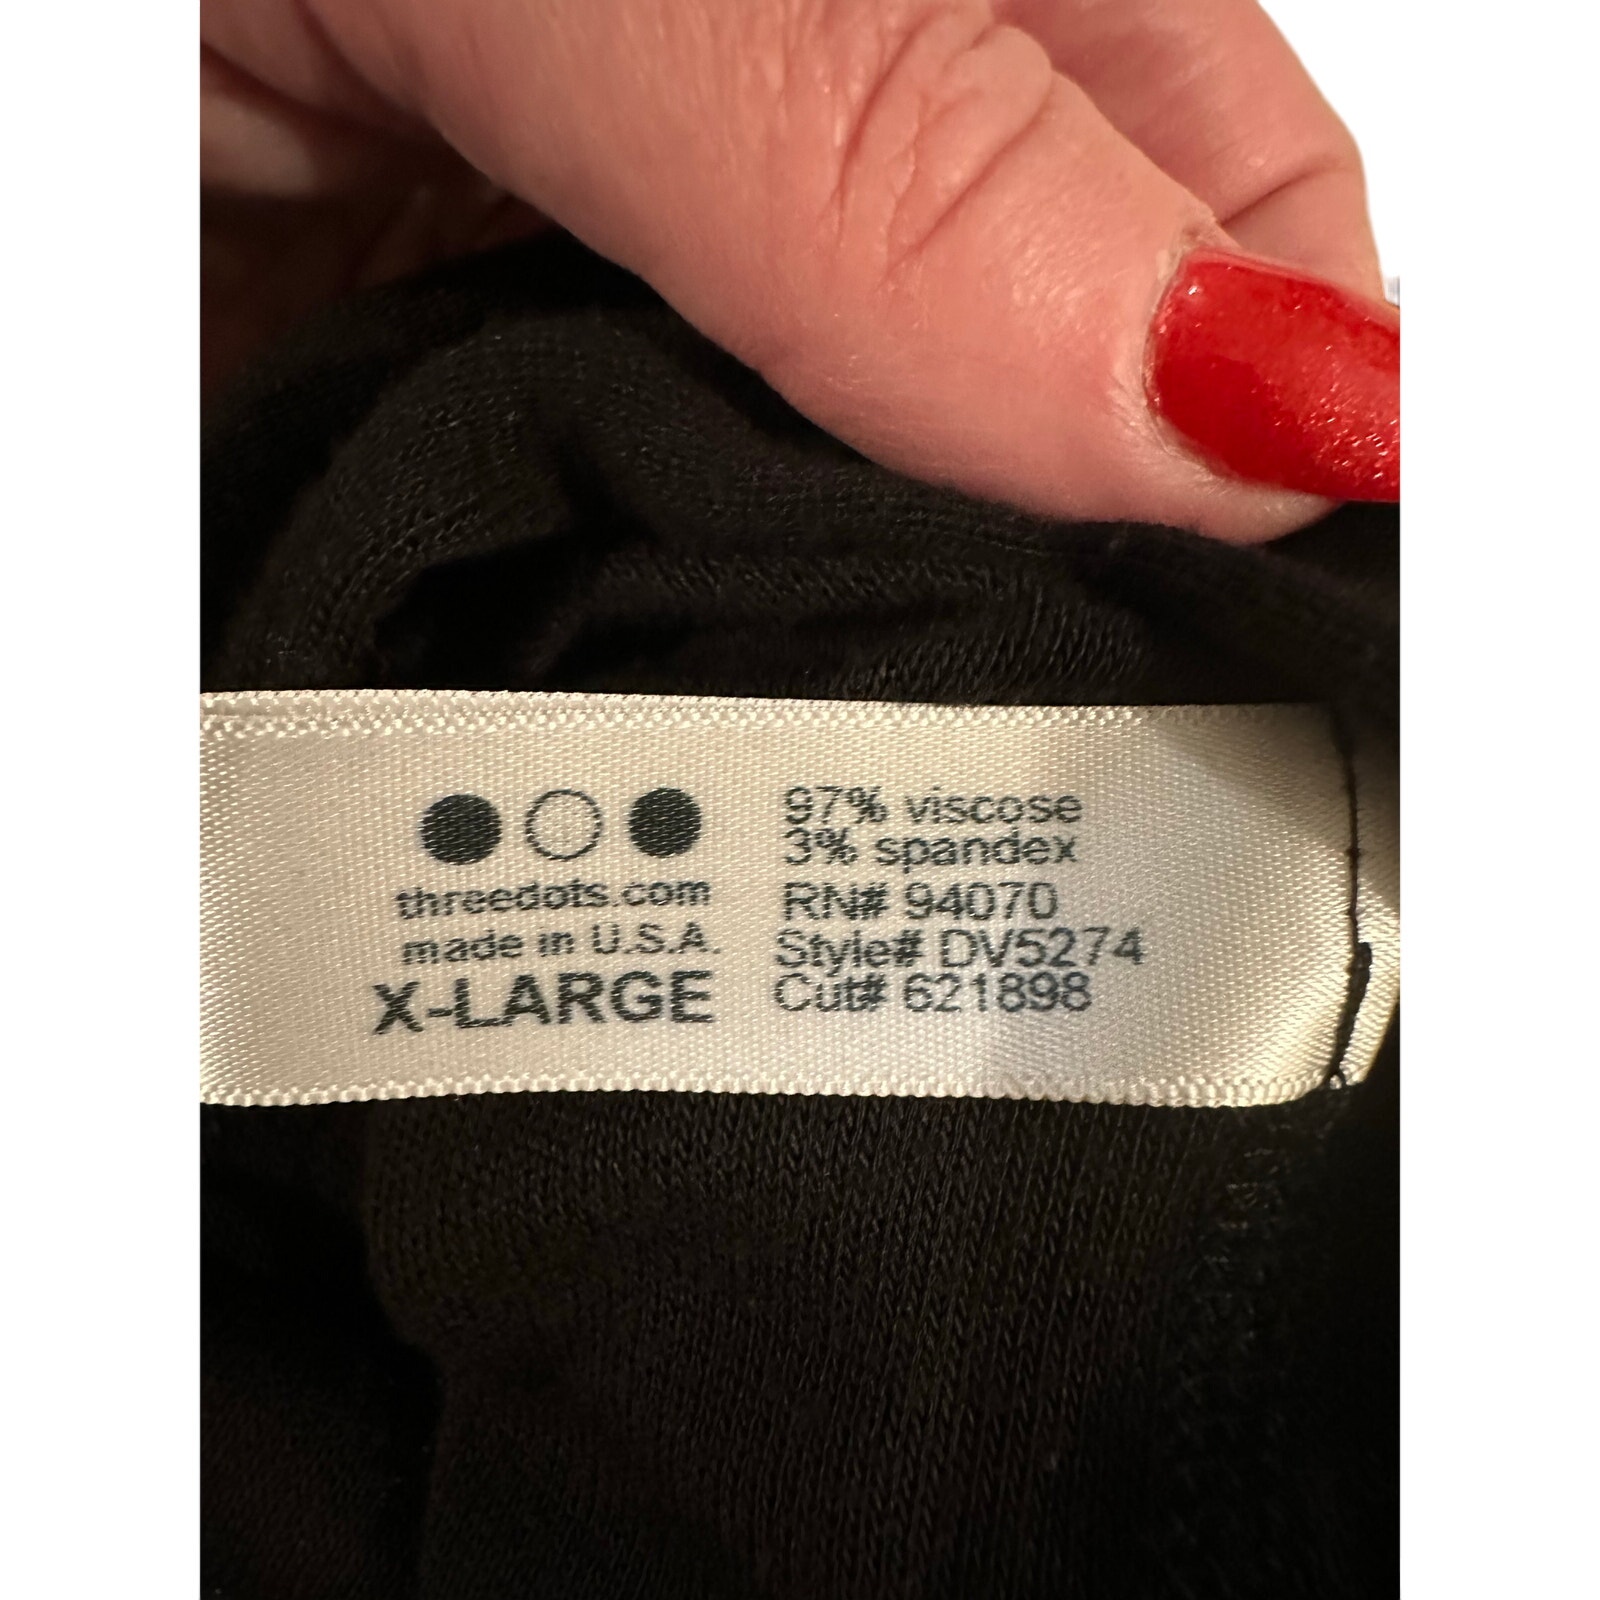 threedots.com
made in U.S.A.
X-LARGE
97% viscose
3% spandex
RN# 94070
Style# DV5274
Cut# 621898